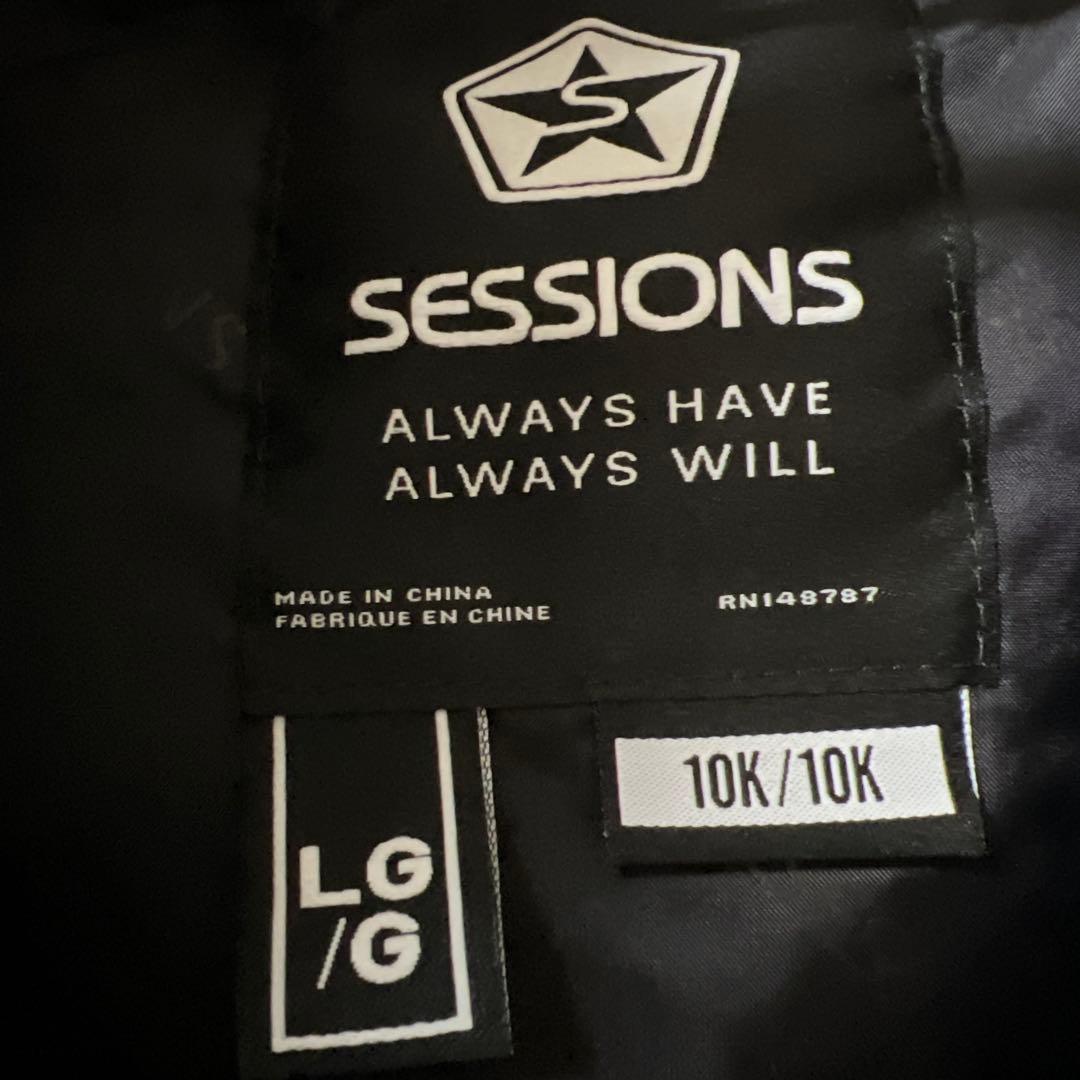 S
SESSIONS
ALWAYS HAVE
ALWAYS WILL
MADE IN CHINA
FABRIQUE EN CHINE
RN148787
10K/10K
LG
/G